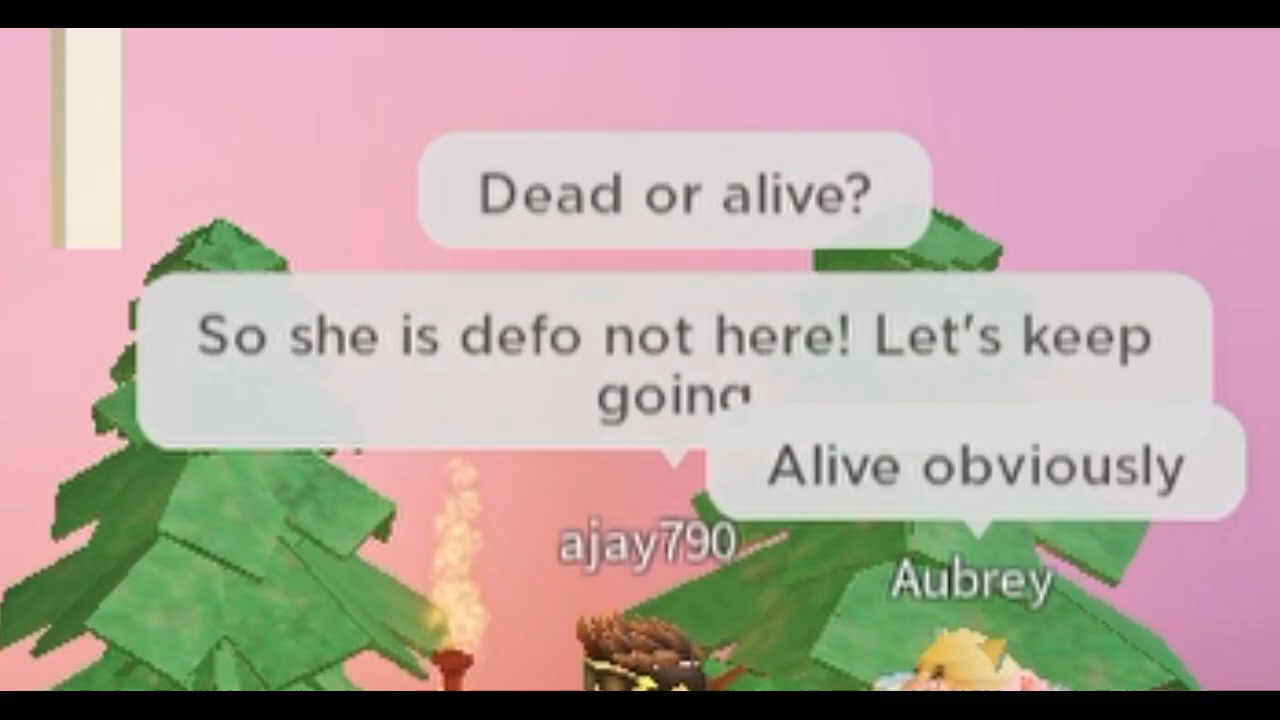 Dead or alive?
So she is defo not here! Let's keep
going
Alive obviously
ajay790
Aubrey